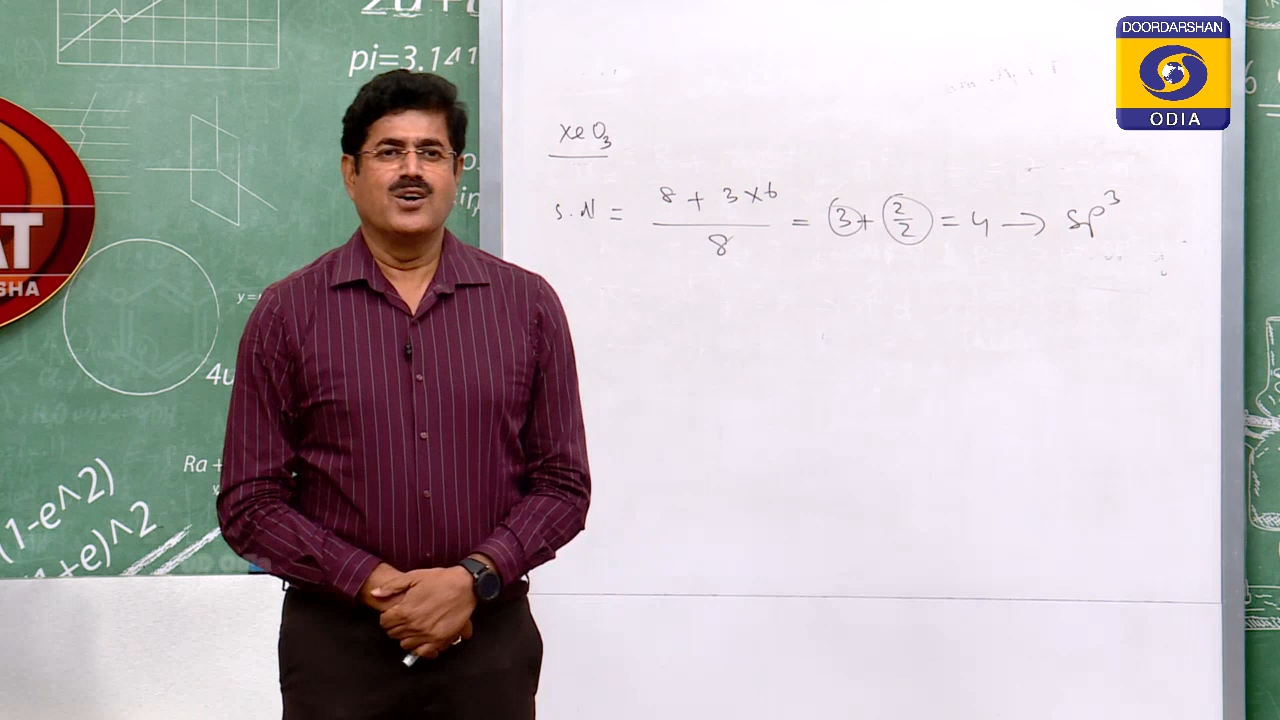 DOORDARSHAN
ODIA
pi=3.141
XeO3
S.N = 8 + 3 x 6 / 8 = 3 + 2/2 = 4 → sp³
AT
SHA
y=
4u
Ra +
(1-e^2)
+e)^2